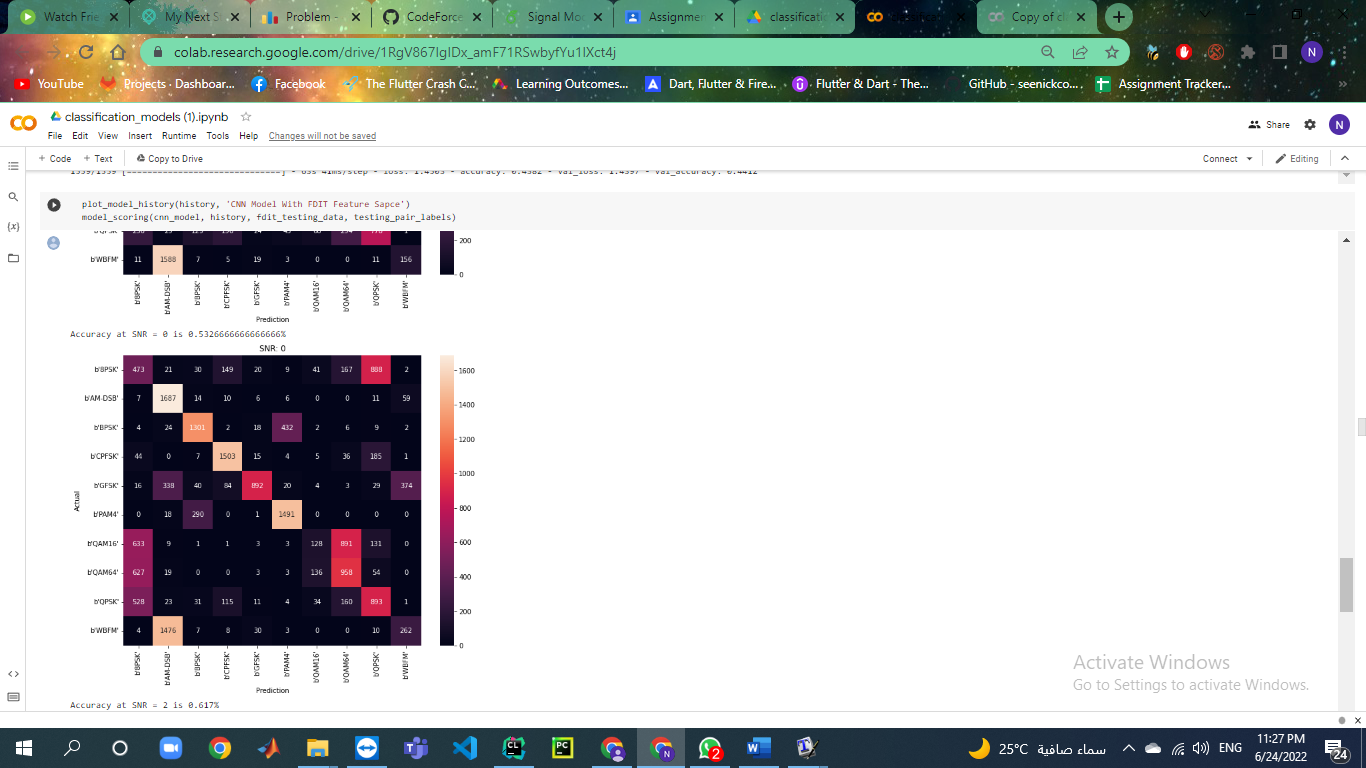 Watch Frie
My Next S
Problem -
CodeForce
Signal Mo
Assignmen
classificatio
Copy of cl
colab.research.google.com/drive/1RgV867IgIDx_amF71RSwbyfYu1IXct4j
N
YouTube
Projects · Dashboar...
Facebook
The Flutter Crash C...
Learning Outcomes...
Dart, Flutter & Fire...
Flutter & Dart - The...
GitHub - seenickco...
Assignment Tracker...
»
classification_models (1).ipynb
File Edit View Insert Runtime Tools Help Changes will not be saved
Share
N
+ Code + Text Copy to Drive
Connect Editing
plot_model_history(history, 'CNN Model With FDIT Feature Sapce')
model_scoring(cnn_model, history, fdit_testing_data, testing_pair_labels)
200
b'WBFM' 11 1588 7 5 19 3 0 0 11 156
0
b'8PSK' b'AM-DSB' b'BPSK' b'CPFSK' b'GFSK' b'PAM4' b'QAM16' b'QAM64' b'QPSK' b'WBFM'
Prediction
Accuracy at SNR = 0 is 0.5326666666666666%
SNR: 0
b'8PSK' 473 21 30 149 20 9 41 167 888 2
b'AM-DSB' 7 1687 14 10 6 6 0 0 11 59
b'BPSK' 4 24 1301 2 18 432 2 6 9 2
b'CPFSK' 44 0 7 1503 15 4 5 36 185 1
b'GFSK' 16 338 40 84 892 20 4 3 29 374
b'PAM4' 0 18 290 0 1 1491 0 0 0 0
b'QAM16' 633 9 1 1 3 3 128 891 131 0
b'QAM64' 627 19 0 0 3 3 136 958 54 0
b'QPSK' 528 23 31 115 11 4 34 160 893 1
b'WBFM' 4 1476 7 8 30 3 0 0 10 262
Actual
1600
1400
1200
1000
800
600
400
200
0
b'8PSK' b'AM-DSB' b'BPSK' b'CPFSK' b'GFSK' b'PAM4' b'QAM16' b'QAM64' b'QPSK' b'WBFM'
Prediction
Accuracy at SNR = 2 is 0.617%
Activate Windows
Go to Settings to activate Windows.
2
25°C سماء صافية
ENG
11:27 PM
6/24/2022
24